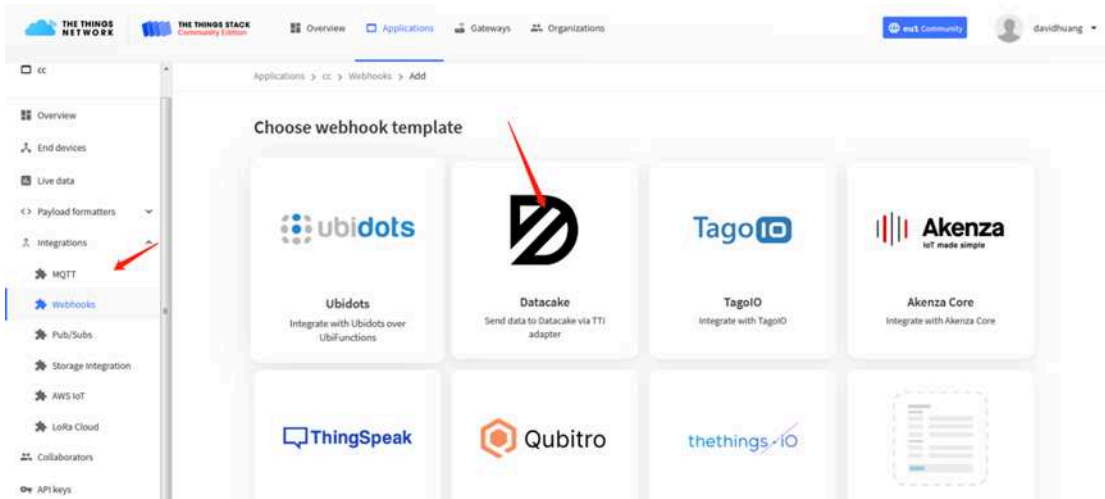 THE THINGS
NETWORK
THE THINGS STACK
Community Edition
Overview
Applications
Gateways
Organizations
eu1 Community
davidhuang
cc
Overview
End devices
Live data
Payload formatters
Integrations
MQTT
Webhooks
Pub/Subs
Storage Integration
AWS IoT
LoRa Cloud
Collaborators
API keys
Applications > cc > Webhooks > Add
Choose webhook template
ubidots
Ubidots
Integrate with Ubidots over
UbiFunctions
Datacake
Send data to Datacake via TTI
adapter
TagoIO
TagoIO
Integrate with TagoIO
Akenza
IoT made simple
Akenza Core
Integrate with Akenza Core
ThingSpeak
Qubitro
thethings.iO